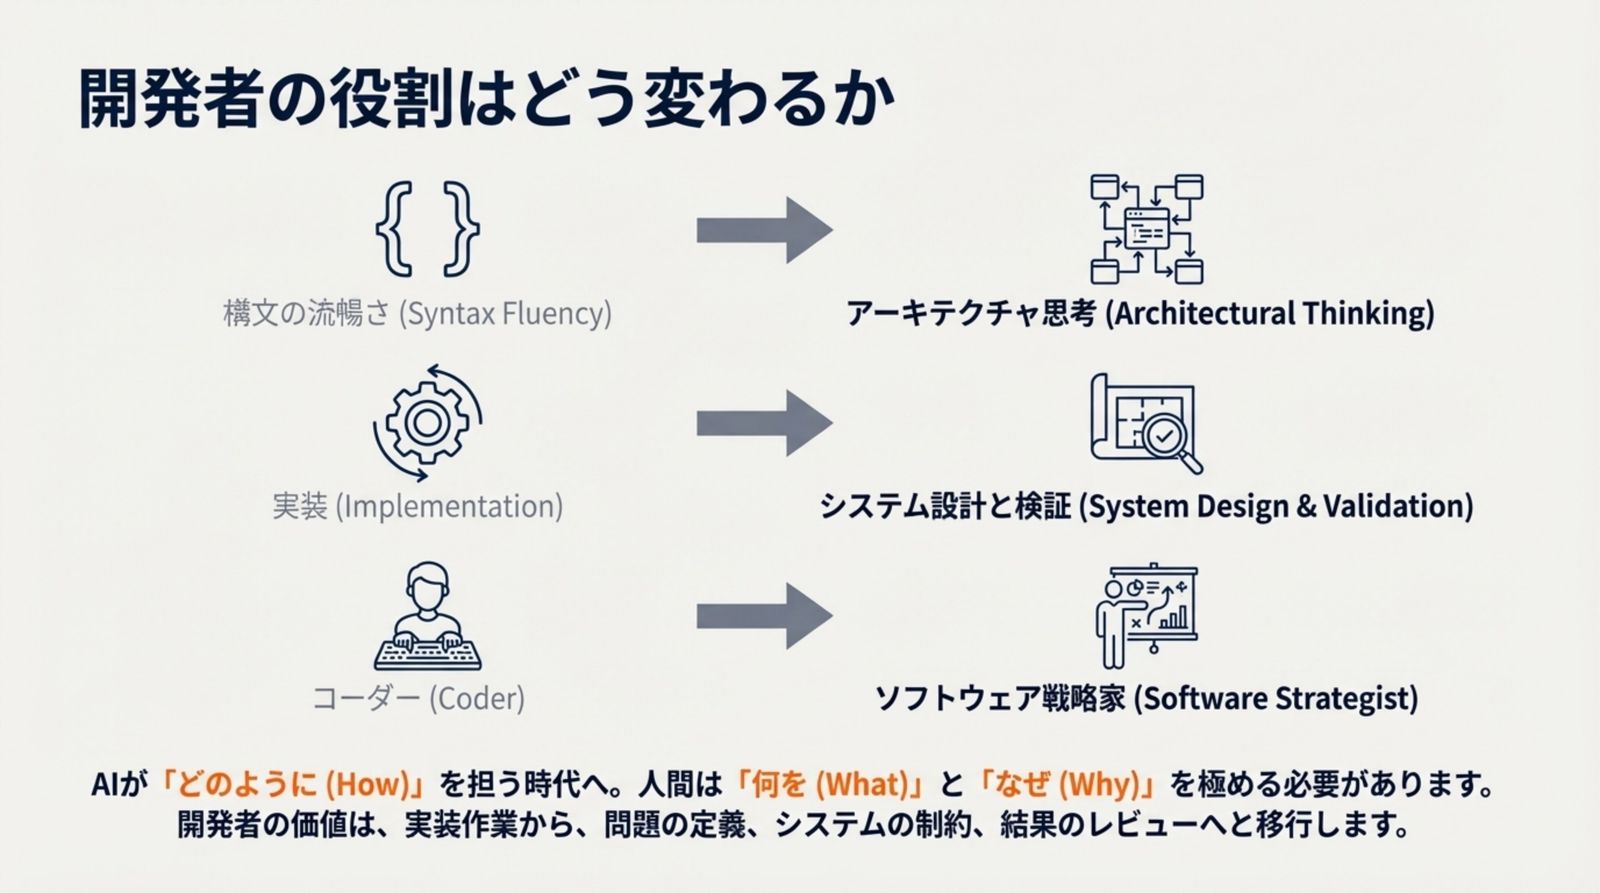 開発者の役割はどう変わるか
構文の流暢さ (Syntax Fluency)
アーキテクチャ思考 (Architectural Thinking)
実装 (Implementation)
システム設計と検証 (System Design & Validation)
コーダー (Coder)
ソフトウェア戦略家 (Software Strategist)
AIが「どのように (How)」を担う時代へ。人間は「何を (What)」と「なぜ (Why)」を極める必要があります。
開発者の価値は、実装作業から、問題の定義、システムの制約、結果のレビューへと移行します。